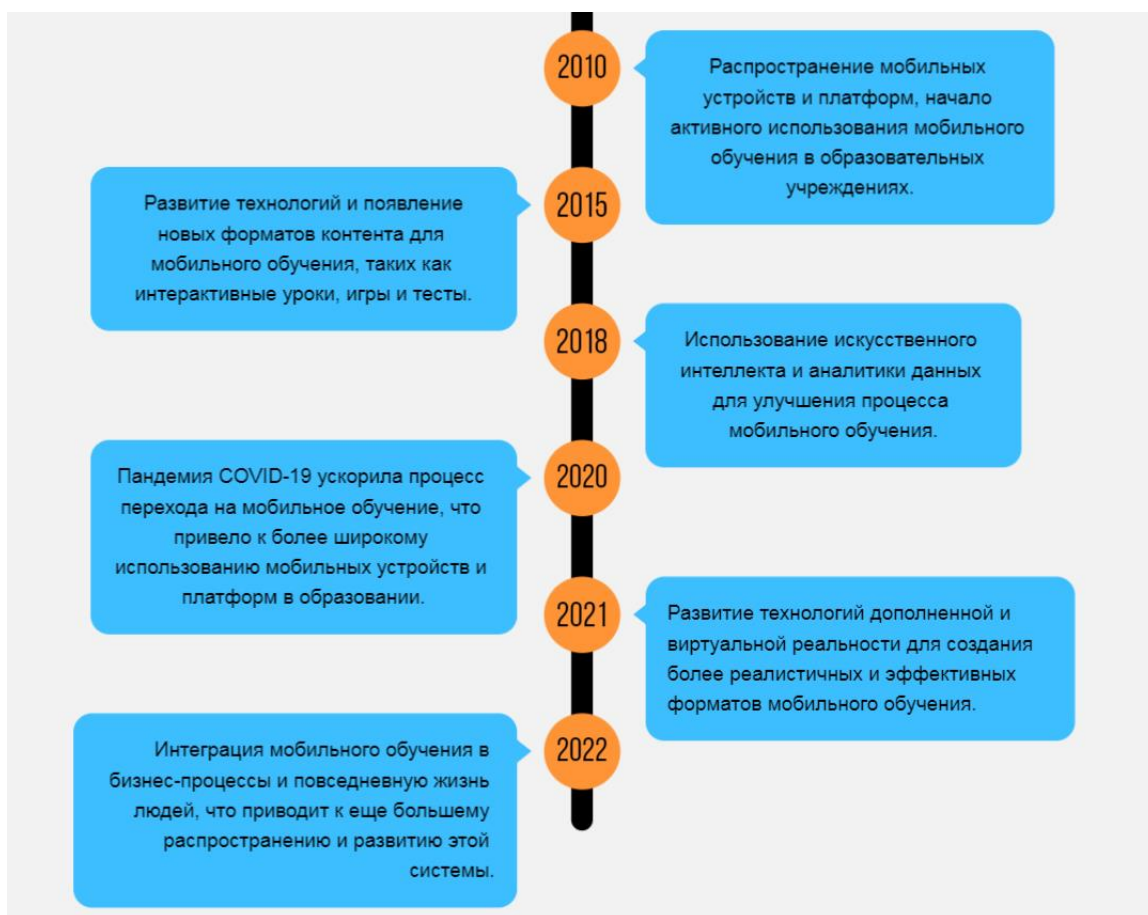 2010
Распространение мобильных
устройств и платформ, начало
активного использования мобильного
обучения в образовательных
учреждениях.
2015
Развитие технологий и появление
новых форматов контента для
мобильного обучения, таких как
интерактивные уроки, игры и тесты.
2018
Использование искусственного
интеллекта и аналитики данных
для улучшения процесса
мобильного обучения.
2020
Пандемия COVID-19 ускорила процесс
перехода на мобильное обучение, что
привело к более широкому
использованию мобильных устройств и
платформ в образовании.
2021
Развитие технологий дополненной и
виртуальной реальности для создания
более реалистичных и эффективных
форматов мобильного обучения.
2022
Интеграция мобильного обучения в
бизнес-процессы и повседневную жизнь
людей, что приводит к еще большему
распространению и развитию этой
системы.